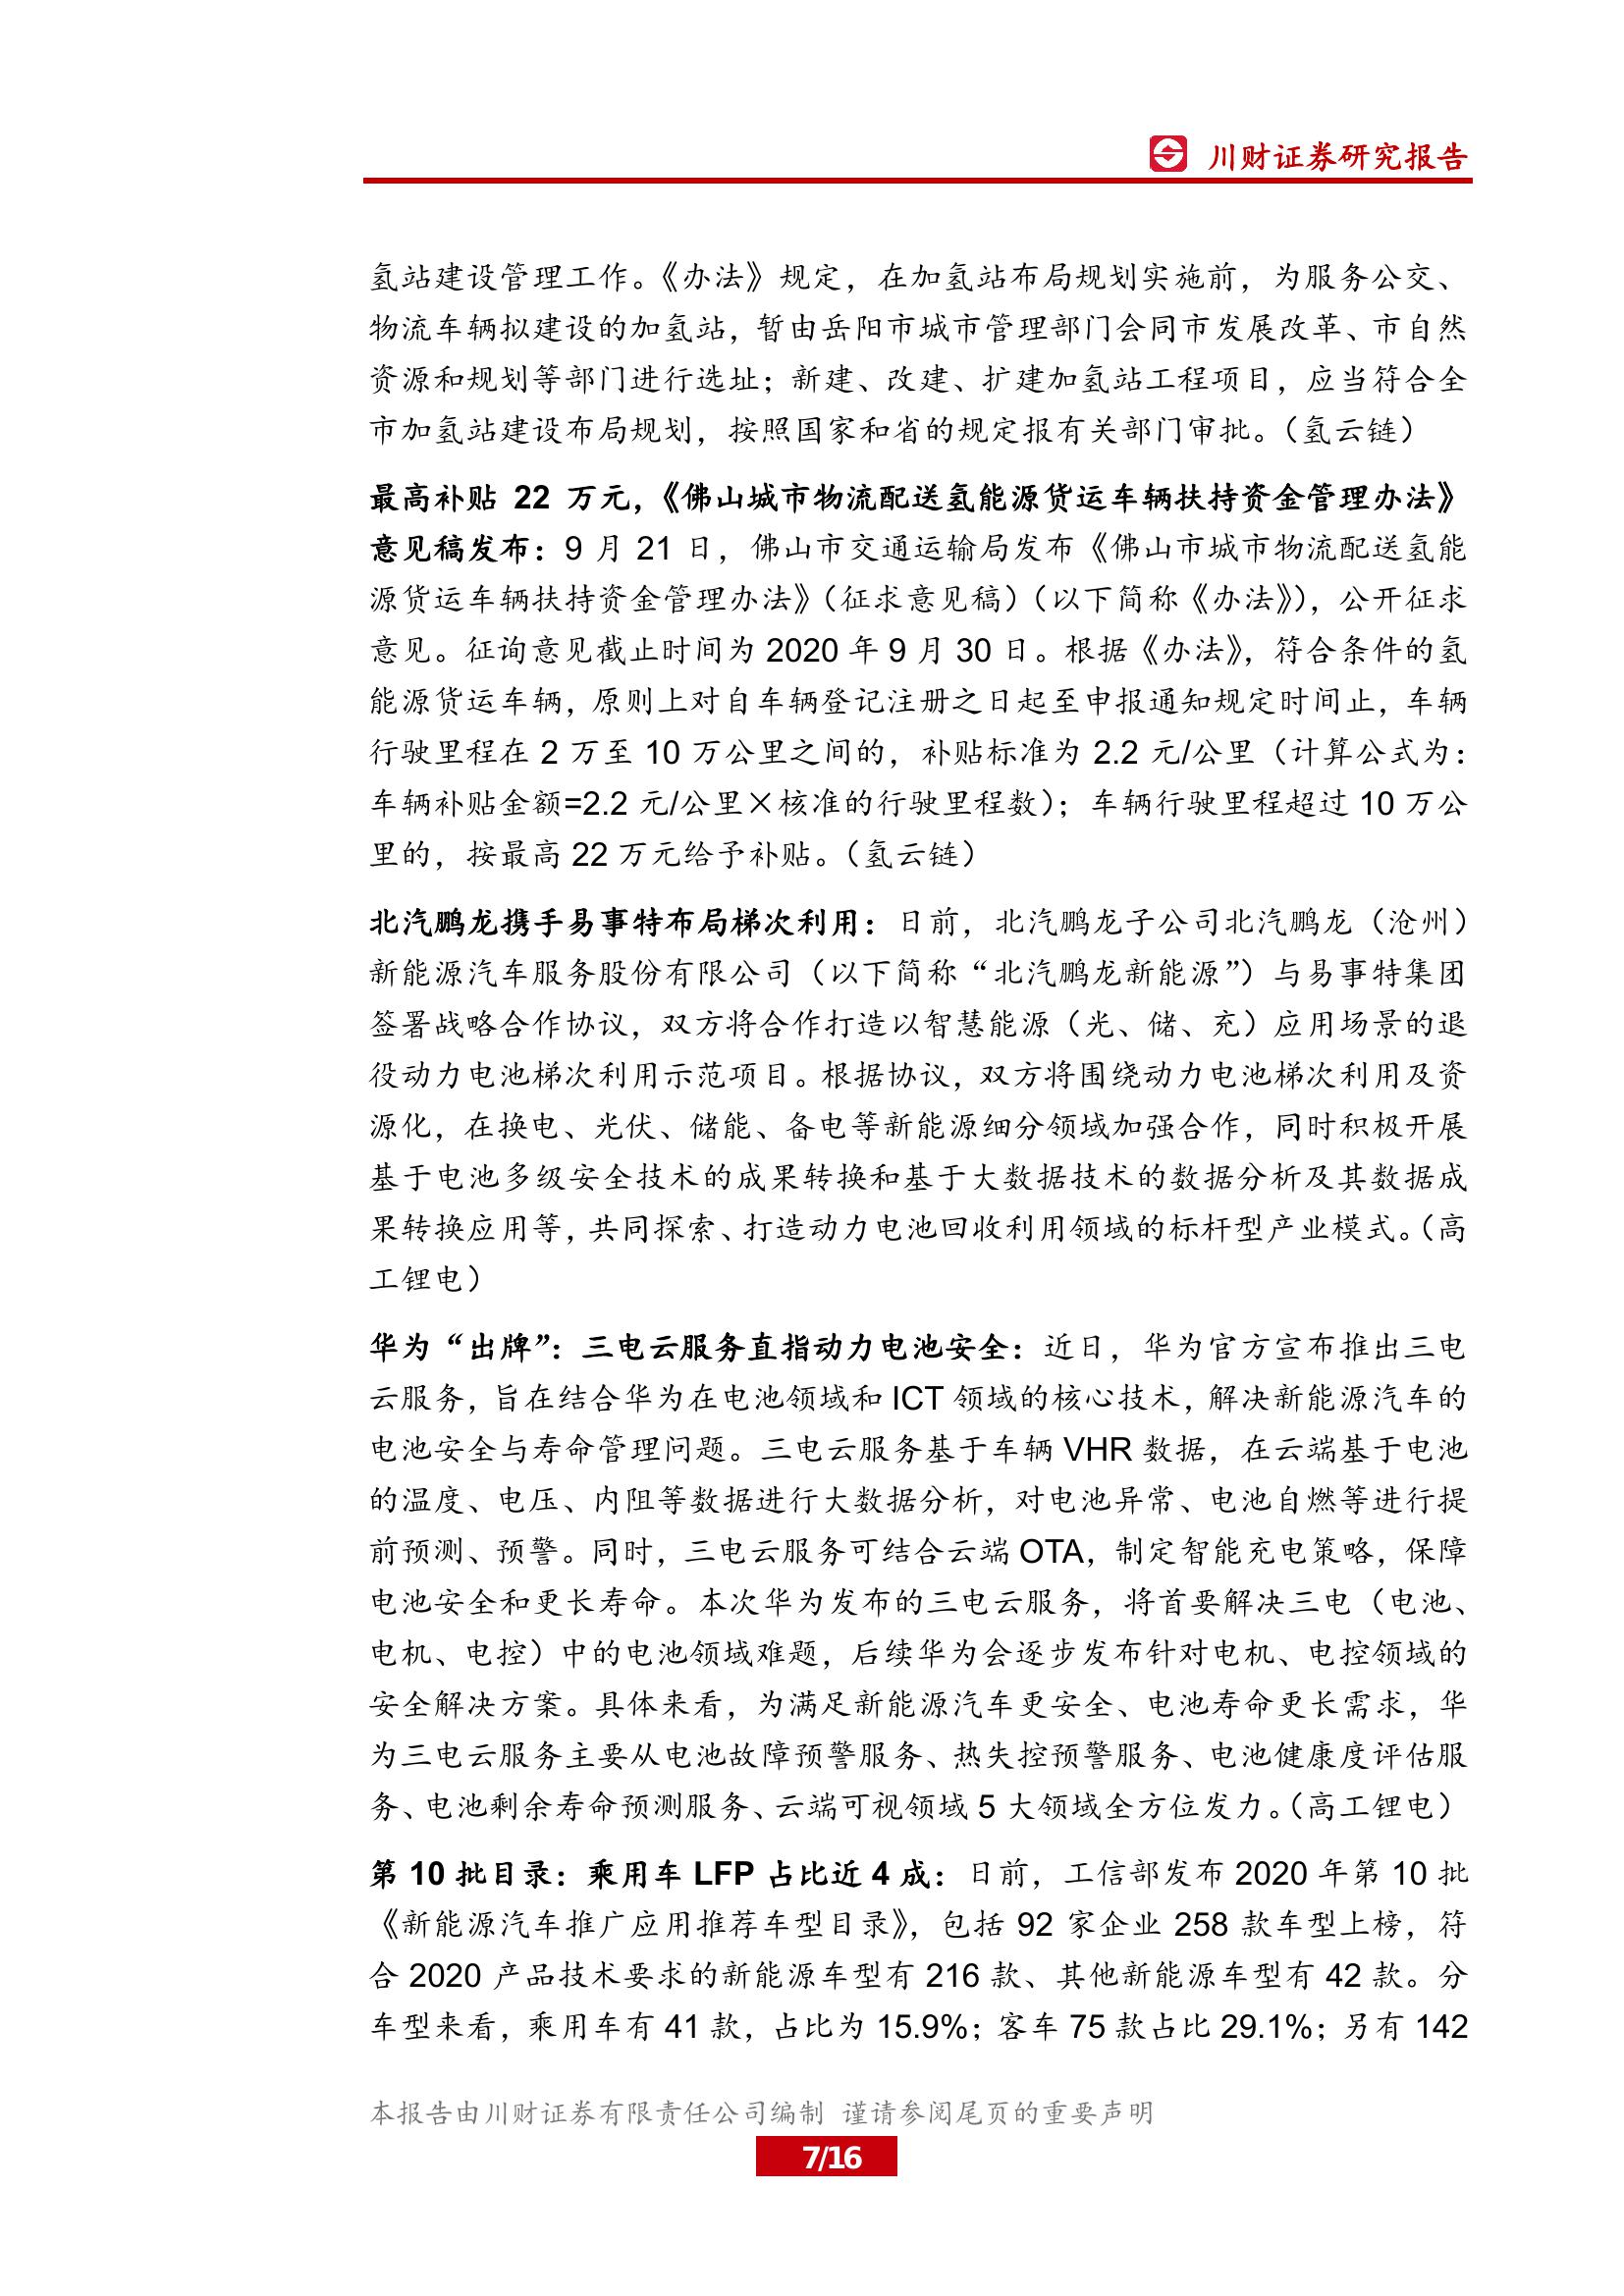 川财证券研究报告
氢站建设管理工作。《办法》规定，在加氢站布局规划实施前，为服务公交、
物流车辆拟建设的加氢站，暂由岳阳市城市管理部门会同市发展改革、市自然
资源和规划等部门进行选址；新建、改建、扩建加氢站工程项目，应当符合全
市加氢站建设布局规划，按照国家和省的规定报有关部门审批。（氢云链）
最高补贴 22 万元，《佛山城市物流配送氢能源货运车辆扶持资金管理办法》
意见稿发布：9 月 21 日，佛山市交通运输局发布《佛山市城市物流配送氢能
源货运车辆扶持资金管理办法》（征求意见稿）（以下简称《办法》），公开征求
意见。征询意见截止时间为 2020 年 9 月 30 日。根据《办法》，符合条件的氢
能源货运车辆，原则上对自车辆登记注册之日起至申报通知规定时间止，车辆
行驶里程在 2 万至 10 万公里之间的，补贴标准为 2.2 元/公里（计算公式为：
车辆补贴金额=2.2 元/公里×核准的行驶里程数）；车辆行驶里程超过 10 万公
里的，按最高 22 万元给予补贴。（氢云链）
北汽鹏龙携手易事特布局梯次利用：日前，北汽鹏龙子公司北汽鹏龙（沧州）
新能源汽车服务股份有限公司（以下简称“北汽鹏龙新能源”）与易事特集团
签署战略合作协议，双方将合作打造以智慧能源（光、储、充）应用场景的退
役动力电池梯次利用示范项目。根据协议，双方将围绕动力电池梯次利用及资
源化，在换电、光伏、储能、备电等新能源细分领域加强合作，同时积极开展
基于电池多级安全技术的成果转换和基于大数据技术的数据分析及其数据成
果转换应用等，共同探索、打造动力电池回收利用领域的标杆型产业模式。（高
工锂电）
华为“出牌”：三电云服务直指动力电池安全：近日，华为官方宣布推出三电
云服务，旨在结合华为在电池领域和 ICT 领域的核心技术，解决新能源汽车的
电池安全与寿命管理问题。三电云服务基于车辆 VHR 数据，在云端基于电池
的温度、电压、内阻等数据进行大数据分析，对电池异常、电池自燃等进行提
前预测、预警。同时，三电云服务可结合云端 OTA，制定智能充电策略，保障
电池安全和更长寿命。本次华为发布的三电云服务，将首要解决三电（电池、
电机、电控）中的电池领域难题，后续华为会逐步发布针对电机、电控领域的
安全解决方案。具体来看，为满足新能源汽车更安全、电池寿命更长需求，华
为三电云服务主要从电池故障预警服务、热失控预警服务、电池健康度评估服
务、电池剩余寿命预测服务、云端可视领域 5 大领域全方位发力。（高工锂电）
第 10 批目录：乘用车 LFP 占比近 4 成：日前，工信部发布 2020 年第 10 批
《新能源汽车推广应用推荐车型目录》，包括 92 家企业 258 款车型上榜，符
合 2020 产品技术要求的新能源车型有 216 款、其他新能源车型有 42 款。分
车型来看，乘用车有 41 款，占比为 15.9%；客车 75 款占比 29.1%；另有 142
本报告由川财证券有限责任公司编制 谨请参阅尾页的重要声明
7/16